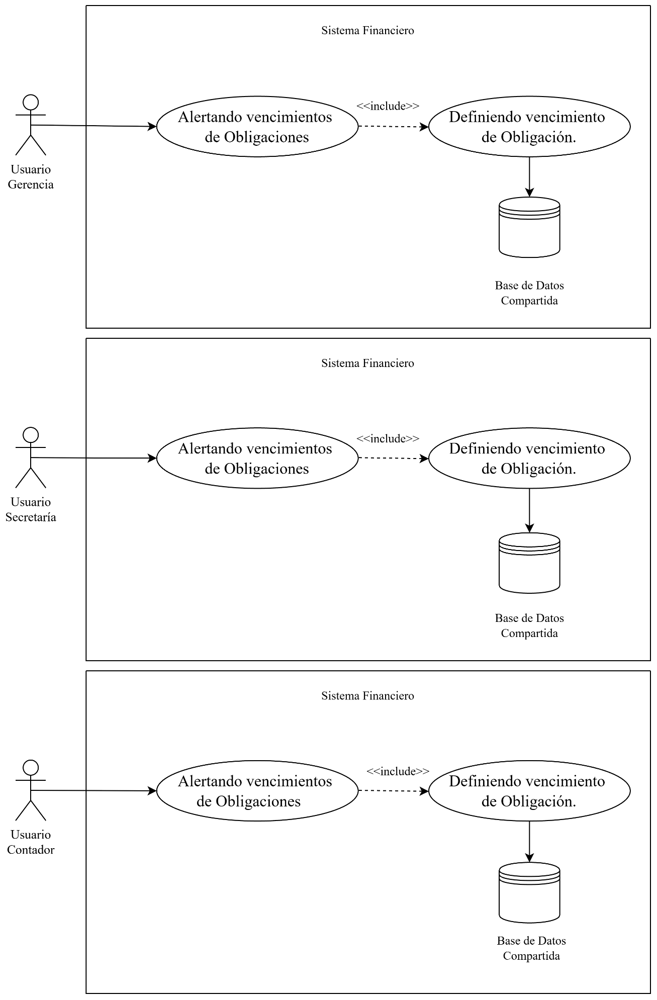 Sistema Financiero
Alertando vencimientos
de Obligaciones
<<include>>
Definiendo vencimiento
de Obligación.
Usuario
Gerencia
Base de Datos
Compartida
Sistema Financiero
Alertando vencimientos
de Obligaciones
<<include>>
Definiendo vencimiento
de Obligación.
Usuario
Secretaría
Base de Datos
Compartida
Sistema Financiero
Alertando vencimientos
de Obligaciones
<<include>>
Definiendo vencimiento
de Obligación.
Usuario
Contador
Base de Datos
Compartida